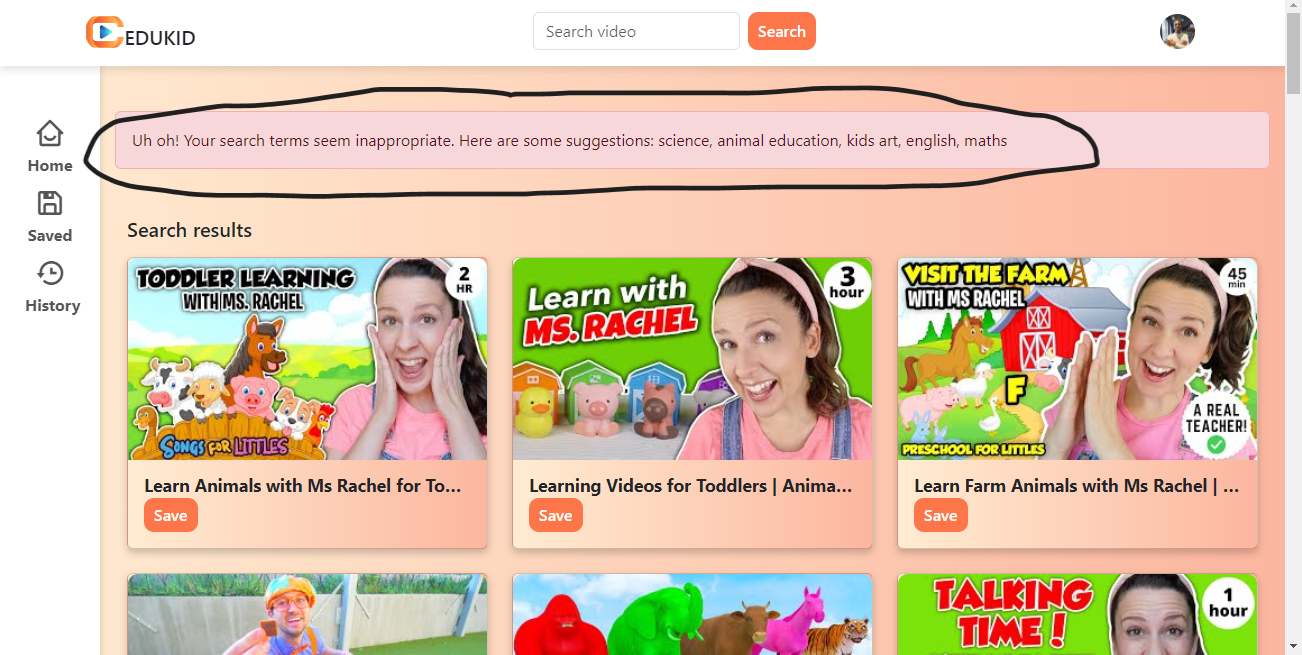 EDUKID
Search video
Search
Home
Saved
History
Uh oh! Your search terms seem inappropriate. Here are some suggestions: science, animal education, kids art, english, maths
Search results
TODDLER LEARNING
WITH MS. RACHEL
2
HR
SONGS FOR LITTLES
Learn Animals with Ms Rachel for To...
Save
Learn with
MS. RACHEL
3
hour
Learning Videos for Toddlers | Anima...
Save
VISIT THE FARM
WITH MS RACHEL
45
min
F
A REAL
TEACHER!
PRESCHOOL FOR LITTLES
Learn Farm Animals with Ms Rachel | ...
Save
TALKING
TIME!
1
hour